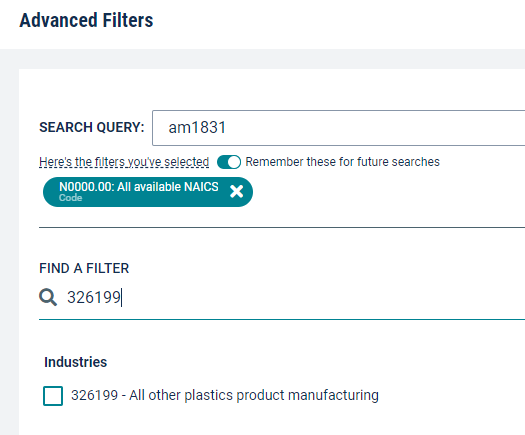 Advanced Filters
SEARCH QUERY: am1831
Here's the filters you've selected Remember these for future searches
N0000.00: All available NAICS
Code
FIND A FILTER
326199
Industries
326199 - All other plastics product manufacturing